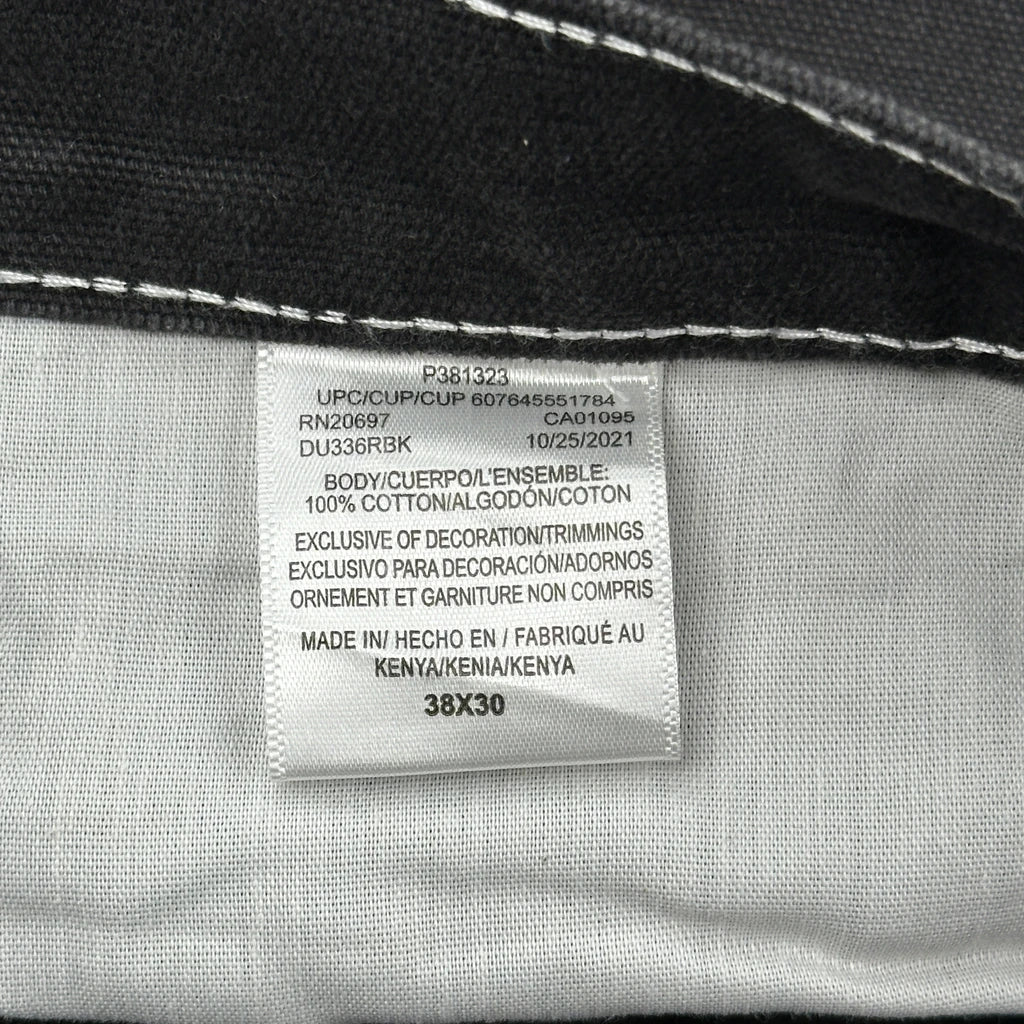 P381323
UPC/CUP/CUP 607645551784
RN20697 CA01095
DU336RBK 10/25/2021
BODY/CUERPO/L'ENSEMBLE:
100% COTTON/ALGODÓN/COTON
EXCLUSIVE OF DECORATION/TRIMMINGS
EXCLUSIVO PARA DECORACIÓN/ADORNOS
ORNEMENT ET GARNITURE NON COMPRIS
MADE IN/ HECHO EN / FABRIQUÉ AU
KENYA/KENIA/KENYA
38X30